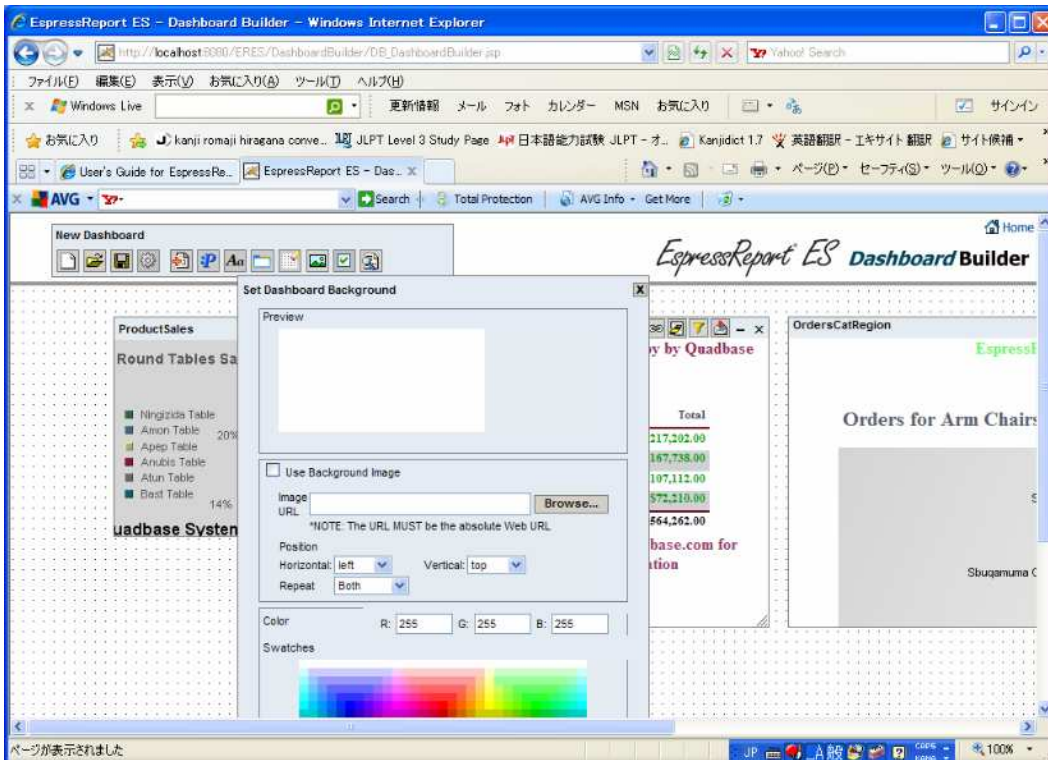 EspressReport ES - Dashboard Builder - Windows Internet Explorer
http://localhost:8080/ERES/DashboardBuilder/DB_DashboardBuilder.jsp
Yahoo! Search
ファイル(F) 編集(E) 表示(V) お気に入り(A) ツール(T) ヘルプ(H)
x Windows Live 更新情報 メール フォト カレンダー MSN お気に入り サインイン
お気に入り kanji romaji hiragana conve... JLPT Level 3 Study Page 日本語能力試験 JLPT - オ... Kanjidict 1.7 英語翻訳 - エキサイト 翻訳 サイト候補
User's Guide for EspressRe... EspressReport ES - Das... X ページ(P) セーフティ(S) ツール(O)
x AVG Search Total Protection AVG Info Get More
New Dashboard
Home
EspressReport ES Dashboard Builder
Set Dashboard Background X
Preview
ProductSales
Round Tables Sa
Ningizida Table
Amon Table
20%
Apep Table
Anubis Table
Atun Table
Bast Table
14%
uadbase System
by Quadbase
Total
217,202.00
167,738.00
107,112.00
572,210.00
564,262.00
base.com for
OrdersCatRegion
Orders for Arm Chairs
Use Background Image
Image URL
Browse...
*NOTE: The URL MUST be the absolute Web URL
Position
Horizontal: left Vertical: top
Repeat Both
Color R: 255 G: 255 B: 255
Swatches
ページが表示されました
JP A 般 CAPS KANA 100%